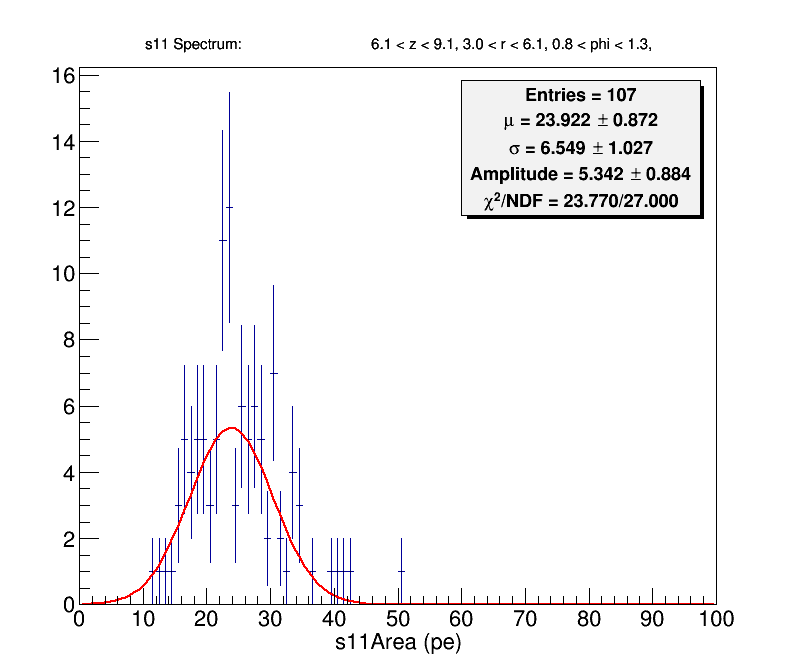 s11 Spectrum: 6.1 < z < 9.1, 3.0 < r < 6.1, 0.8 < phi < 1.3,
Entries = 107
μ = 23.922 ± 0.872
σ = 6.549 ± 1.027
Amplitude = 5.342 ± 0.884
χ²/NDF = 23.770/27.000
16
14
12
10
8
6
4
2
0
0 10 20 30 40 50 60 70 80 90 100
s11Area (pe)